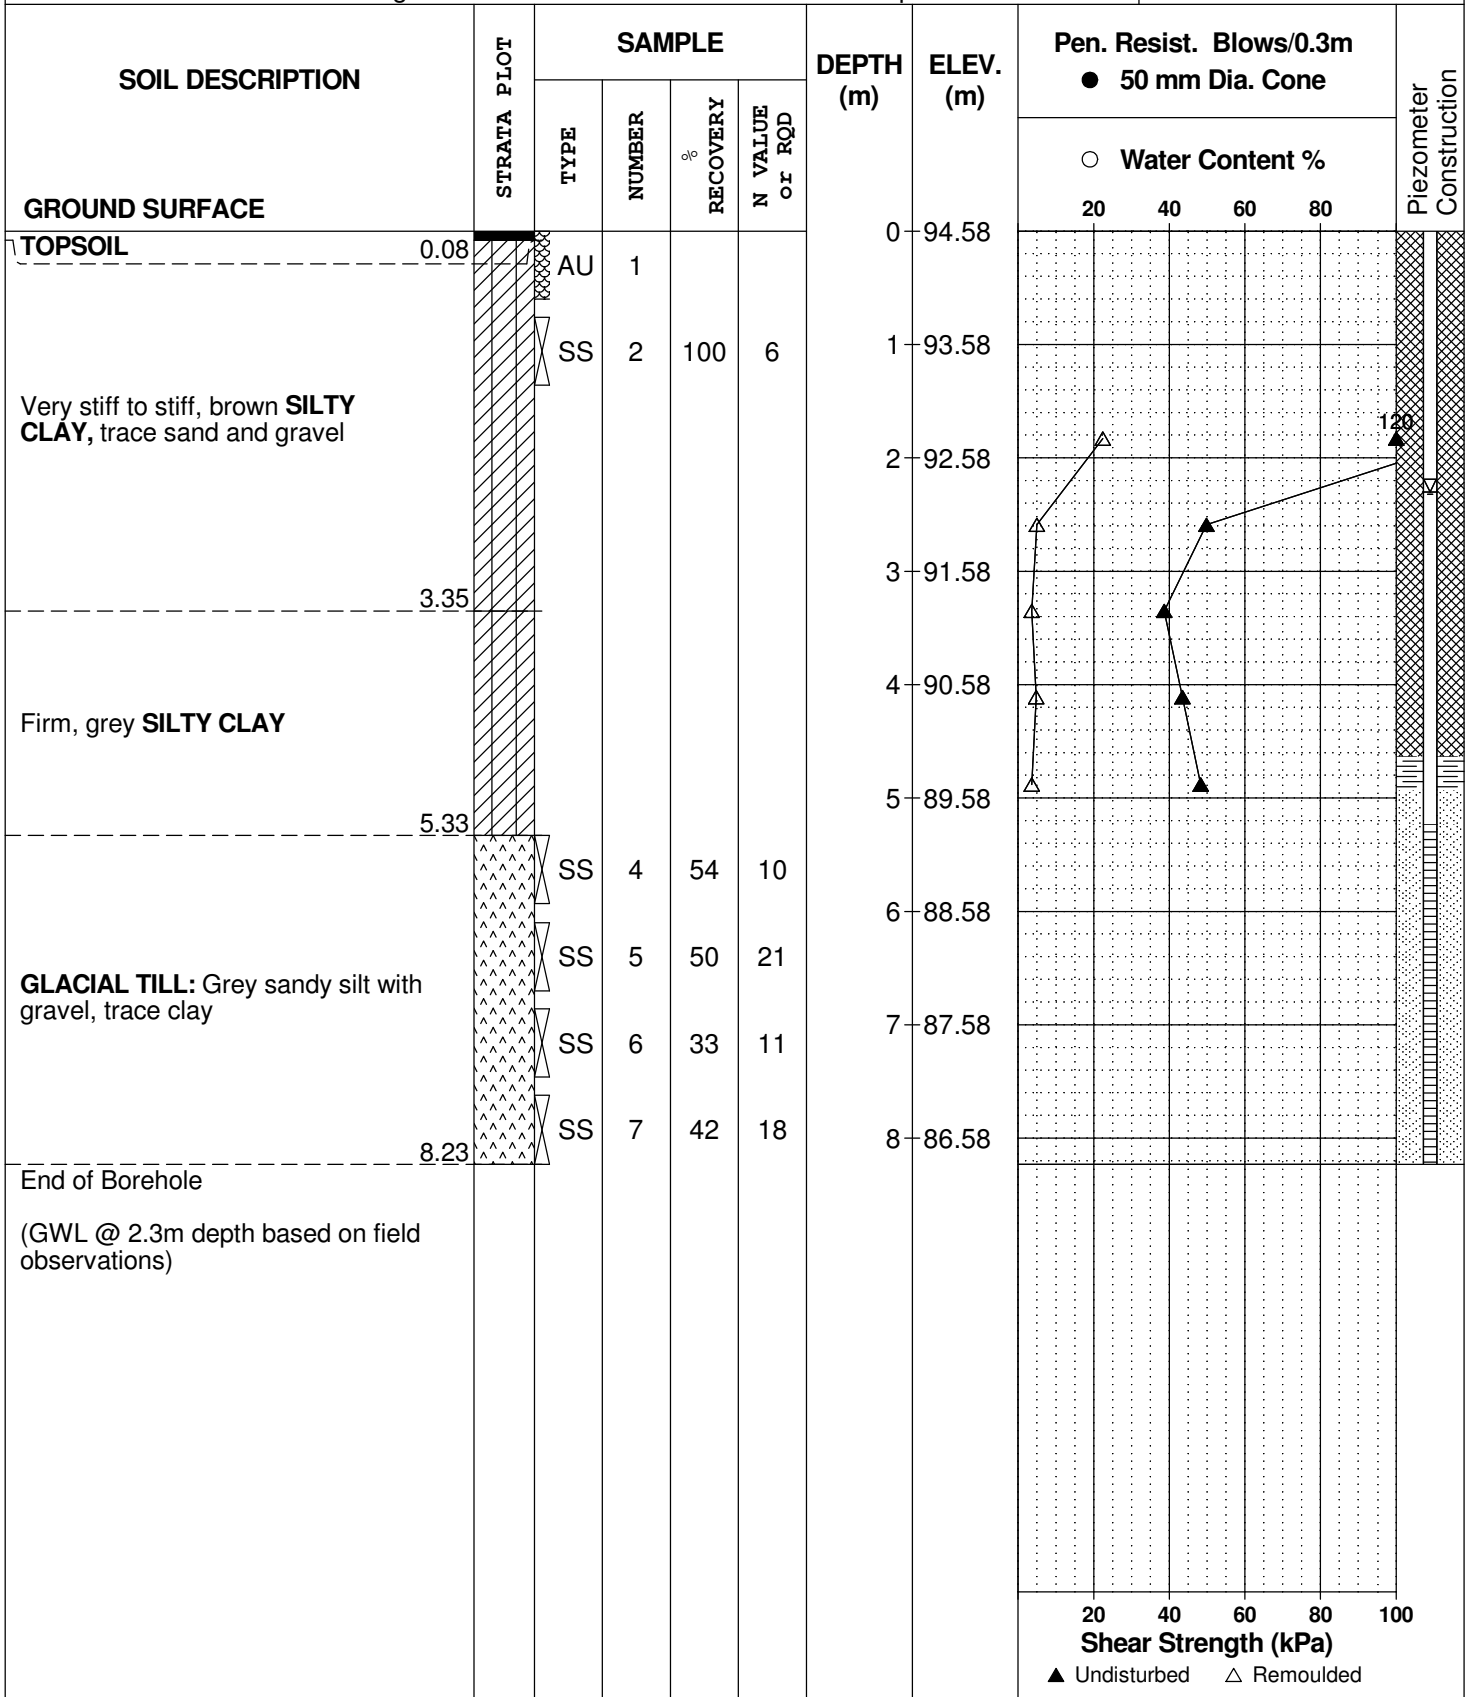 SOIL DESCRIPTION
GROUND SURFACE
STRATA PLOT
SAMPLE
TYPE
NUMBER
%
RECOVERY
N VALUE
or RQD
DEPTH
(m)
ELEV.
(m)
Pen. Resist. Blows/0.3m
● 50 mm Dia. Cone
○ Water Content %
20 40 60 80
Piezometer
Construction
0 94.58
TOPSOIL 0.08
AU 1
SS 2 100 6
1 93.58
Very stiff to stiff, brown SILTY
CLAY, trace sand and gravel
120
2 92.58
3 91.58
3.35
4 90.58
Firm, grey SILTY CLAY
5 89.58
5.33
SS 4 54 10
6 88.58
SS 5 50 21
GLACIAL TILL: Grey sandy silt with
gravel, trace clay
7 87.58
SS 6 33 11
SS 7 42 18
8 86.58
8.23
End of Borehole
(GWL @ 2.3m depth based on field
observations)
20 40 60 80 100
Shear Strength (kPa)
▲ Undisturbed △ Remoulded